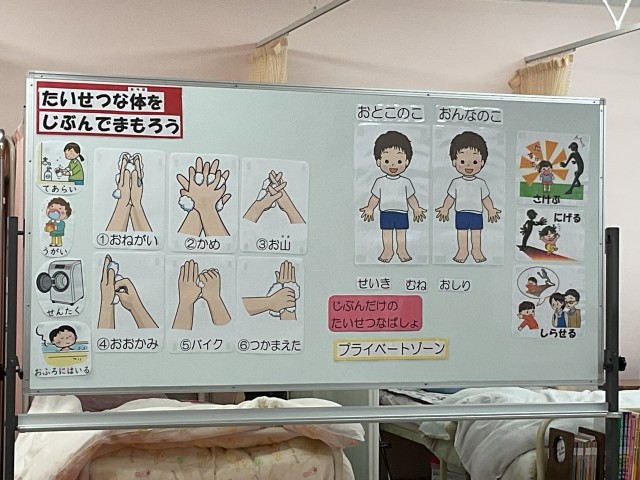 たいせつな体を
じぶんでまもろう
てあらい
うがい
せんたく
おふろにはいる
①おねがい
②かめ
③お山
④おおかみ
⑤バイク
⑥つかまえた
おとこのこ
おんなのこ
せいき むね おしり
じぶんだけの
たいせつなばしょ
プライベートゾーン
さけぶ
にげる
しらせる